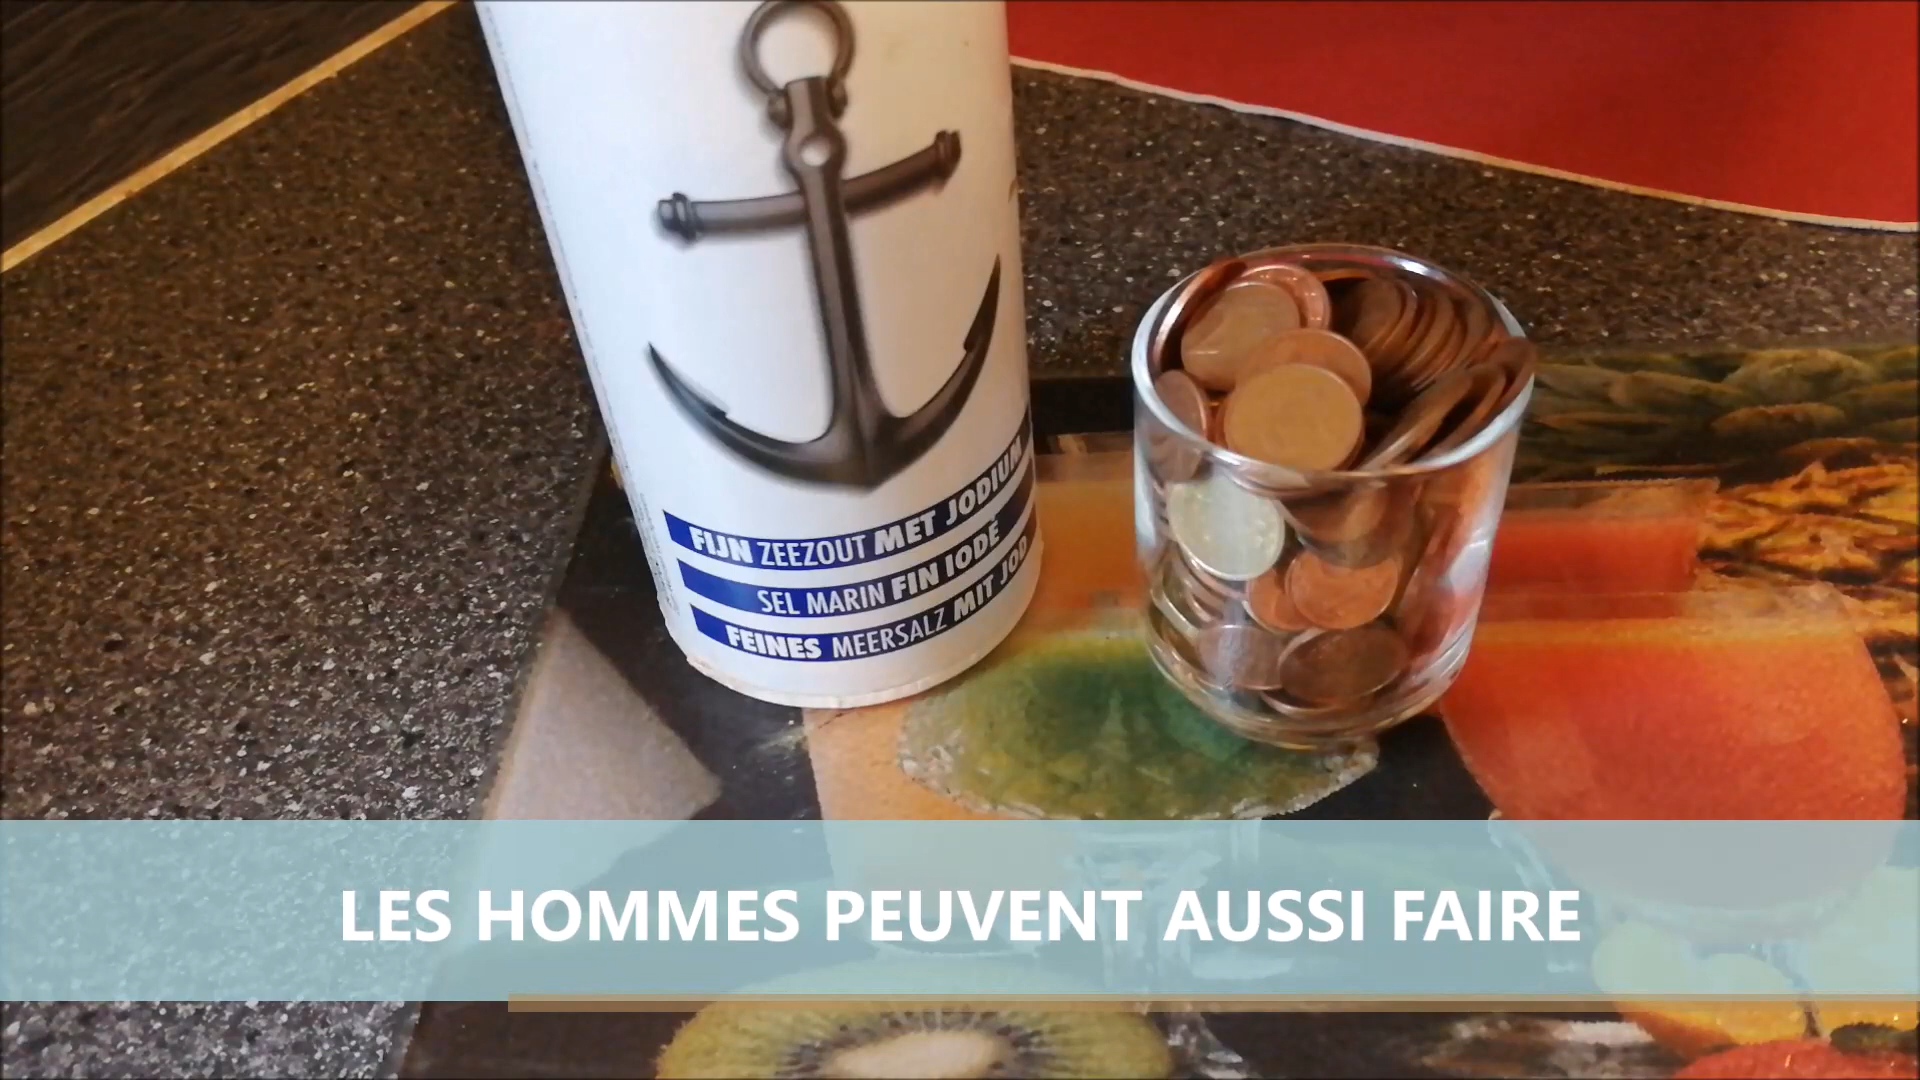 FIJN ZEEZOUT MET JODIUM
SEL MARIN FIN IODÉ
FEINES MEERSALZ MIT JOD
LES HOMMES PEUVENT AUSSI FAIRE